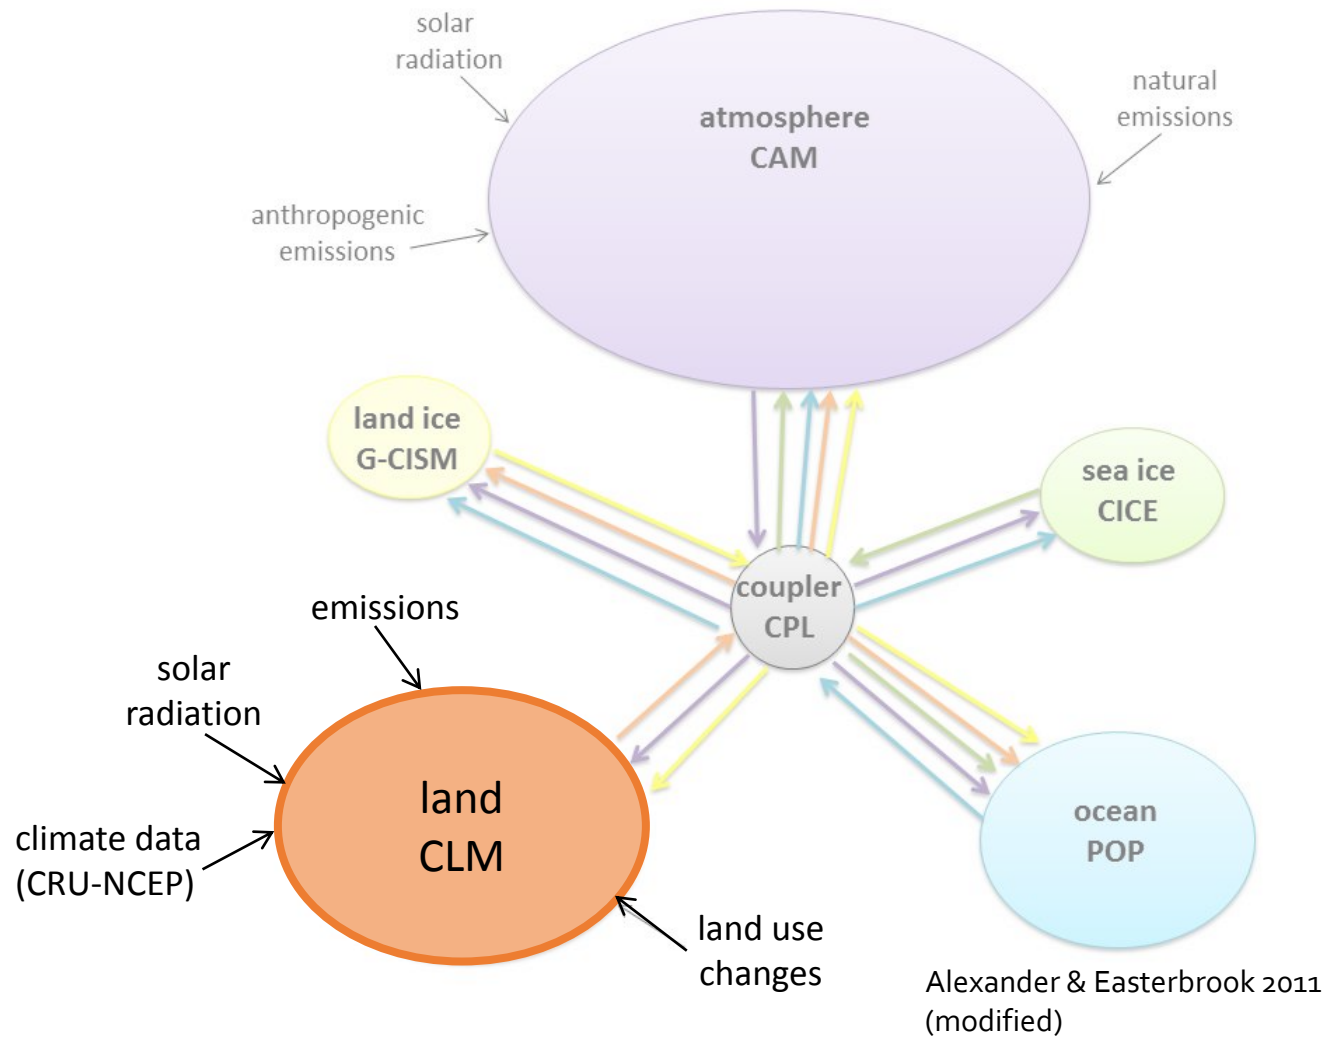 solar
radiation
atmosphere
CAM
natural
emissions
anthropogenic
emissions
land ice
G-CISM
sea ice
CICE
coupler
CPL
emissions
solar
radiation
climate data
(CRU-NCEP)
land
CLM
land use
changes
ocean
POP
Alexander & Easterbrook 2011
(modified)